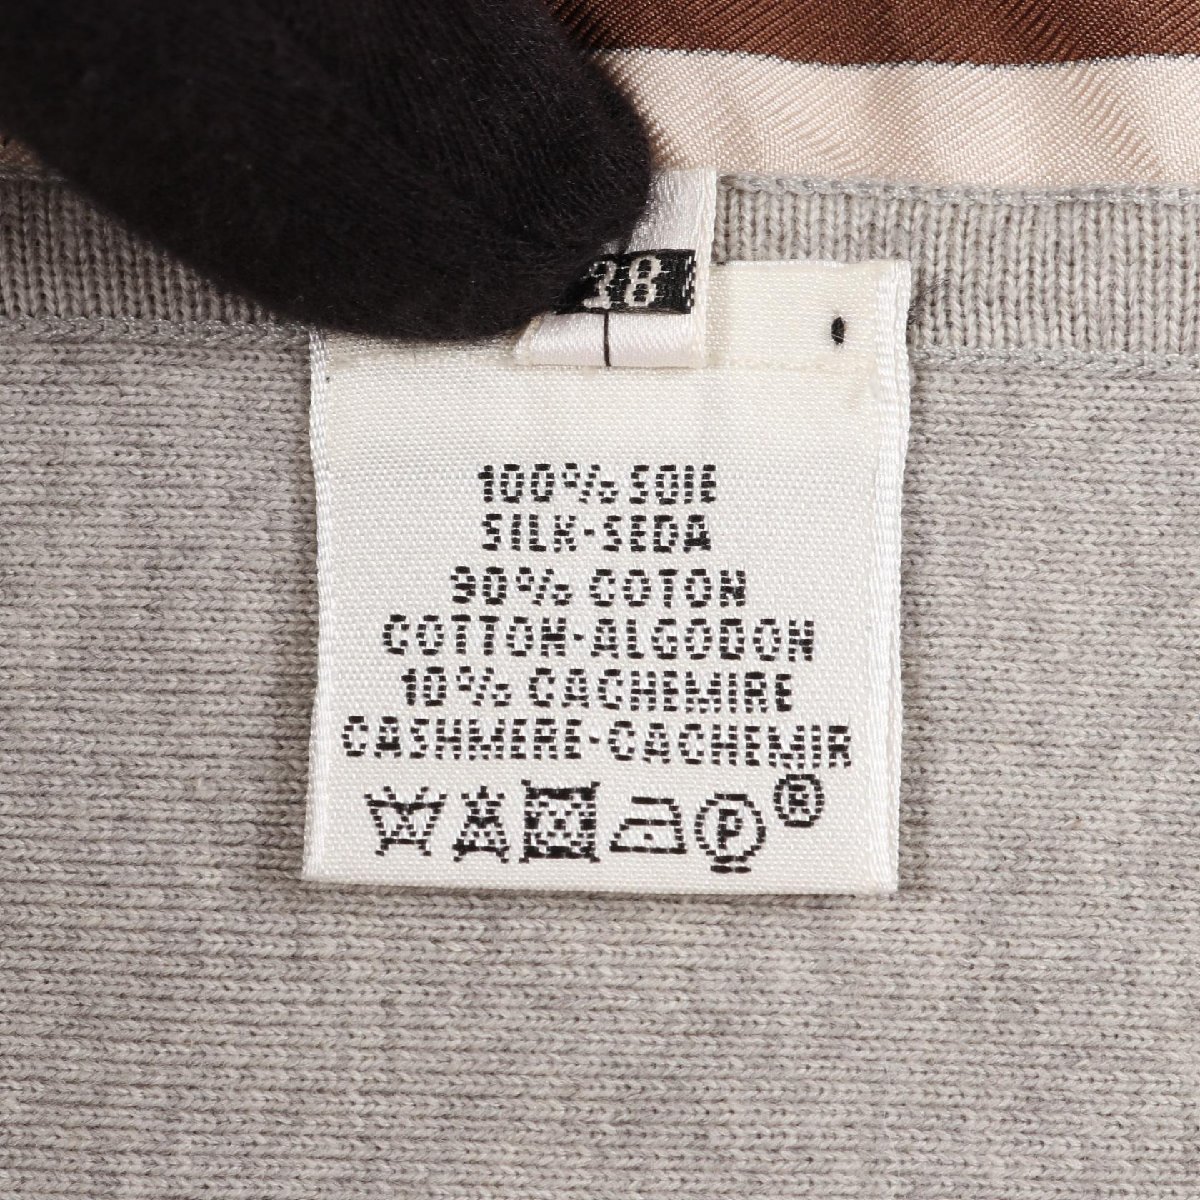 38
100% SOIE
SILK-SEDA
90% COTON
COTTON-ALGODON
10% CACHEMIRE
CASHMERE-CACHEMIR
P ®